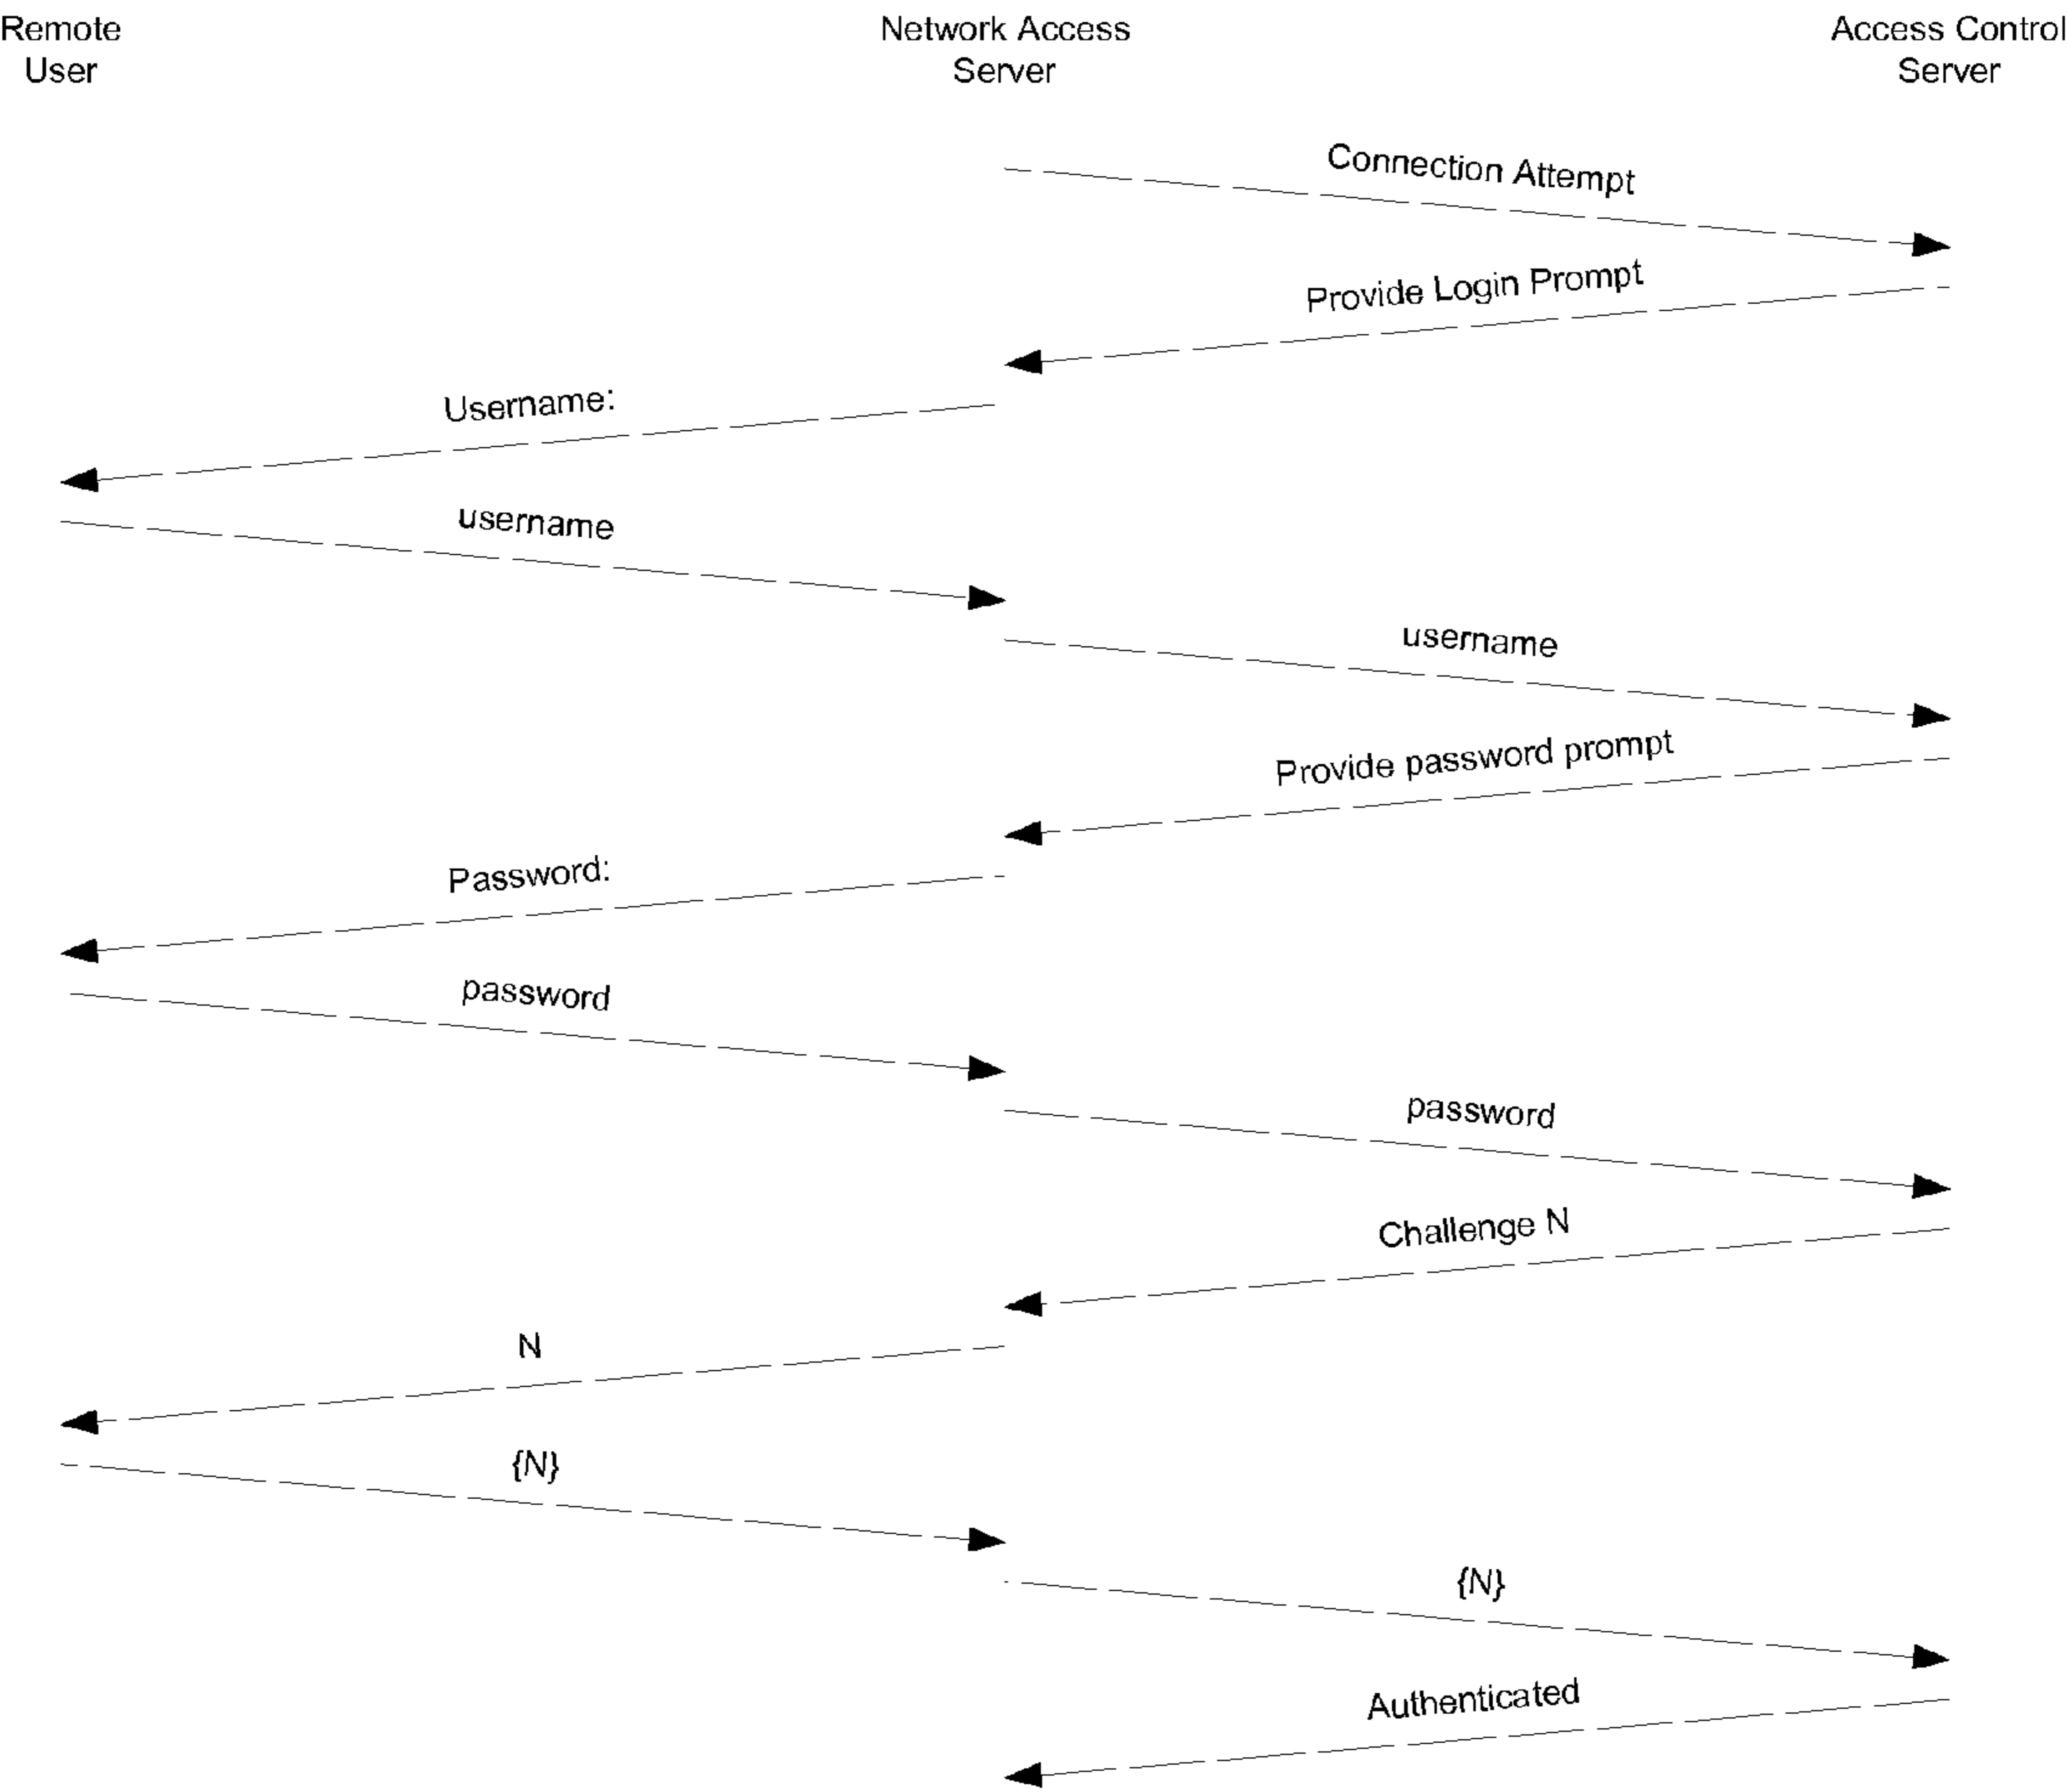 Remote
User
Network Access
Server
Access Control
Server
Connection Attempt
Provide Login Prompt
Username:
username
username
Provide password prompt
Password:
password
password
Challenge N
N
{N}
{N}
Authenticated